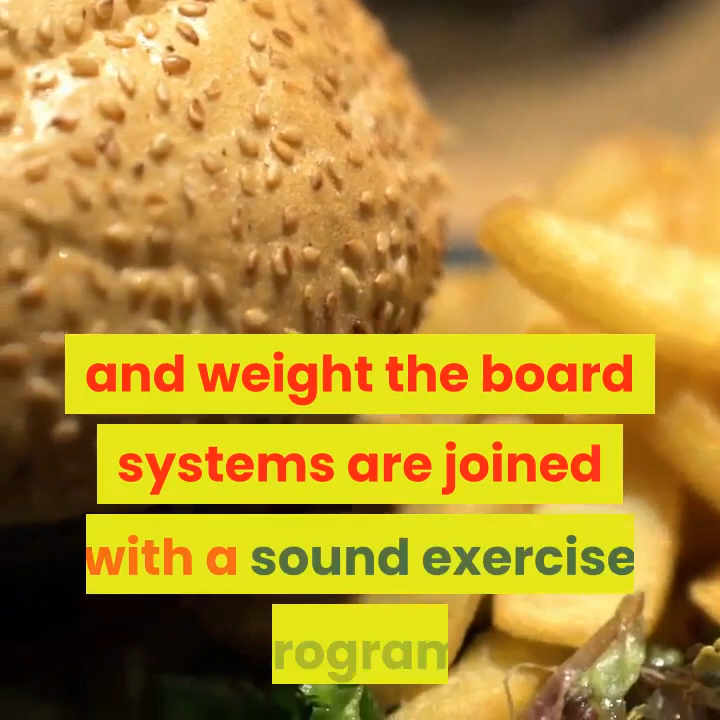 and weight the board
systems are joined
with a sound exercise
rogram